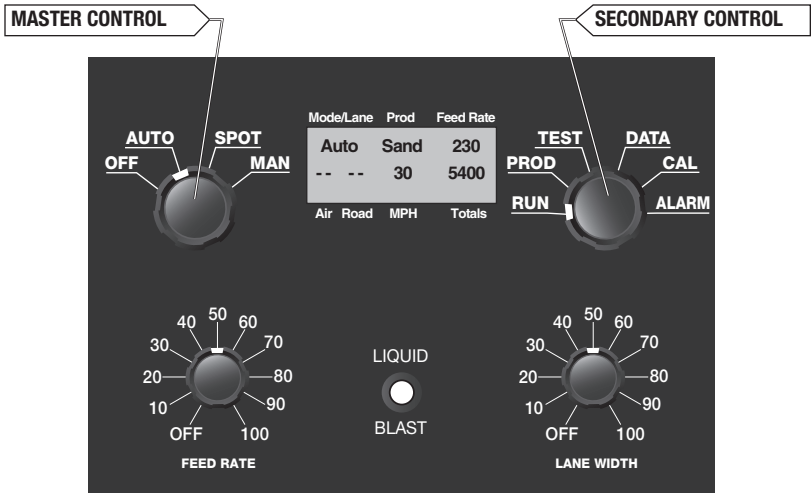 MASTER CONTROL
SECONDARY CONTROL
Mode/Lane Prod Feed Rate
Auto Sand 230
-- -- 30 5400
Air Road MPH Totals
OFF AUTO SPOT MAN
RUN PROD TEST DATA CAL ALARM
OFF 10 20 30 40 50 60 70 80 90 100
FEED RATE
LIQUID
BLAST
OFF 10 20 30 40 50 60 70 80 90 100
LANE WIDTH